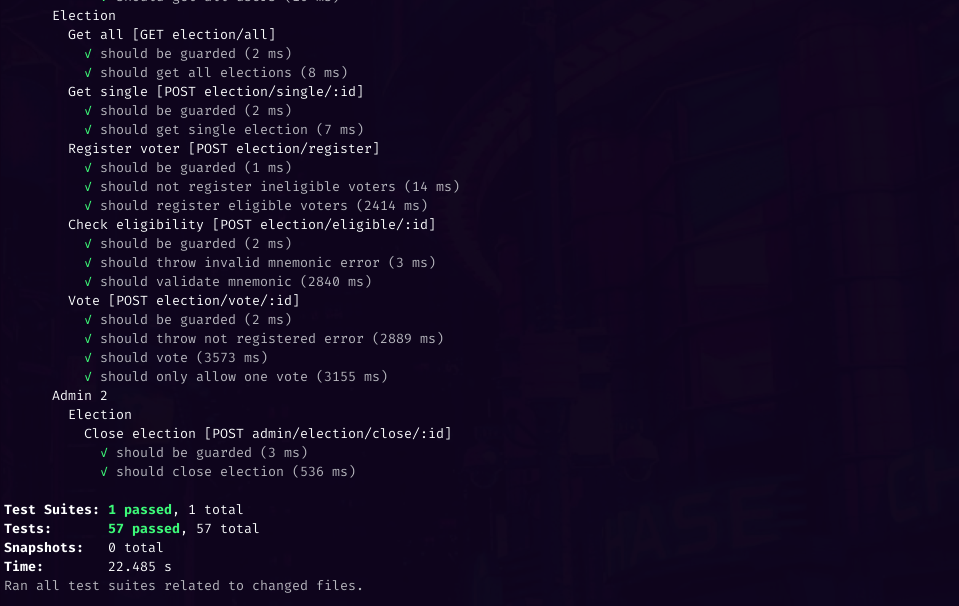 Election
Get all [GET election/all]
✓ should be guarded (2 ms)
✓ should get all elections (8 ms)
Get single [POST election/single/:id]
✓ should be guarded (2 ms)
✓ should get single election (7 ms)
Register voter [POST election/register]
✓ should be guarded (1 ms)
✓ should not register ineligible voters (14 ms)
✓ should register eligible voters (2414 ms)
Check eligibility [POST election/eligible/:id]
✓ should be guarded (2 ms)
✓ should throw invalid mnemonic error (3 ms)
✓ should validate mnemonic (2840 ms)
Vote [POST election/vote/:id]
✓ should be guarded (2 ms)
✓ should throw not registered error (2889 ms)
✓ should vote (3573 ms)
✓ should only allow one vote (3155 ms)
Admin 2
Election
Close election [POST admin/election/close/:id]
✓ should be guarded (3 ms)
✓ should close election (536 ms)
Test Suites: 1 passed, 1 total
Tests: 57 passed, 57 total
Snapshots: 0 total
Time: 22.485 s
Ran all test suites related to changed files.